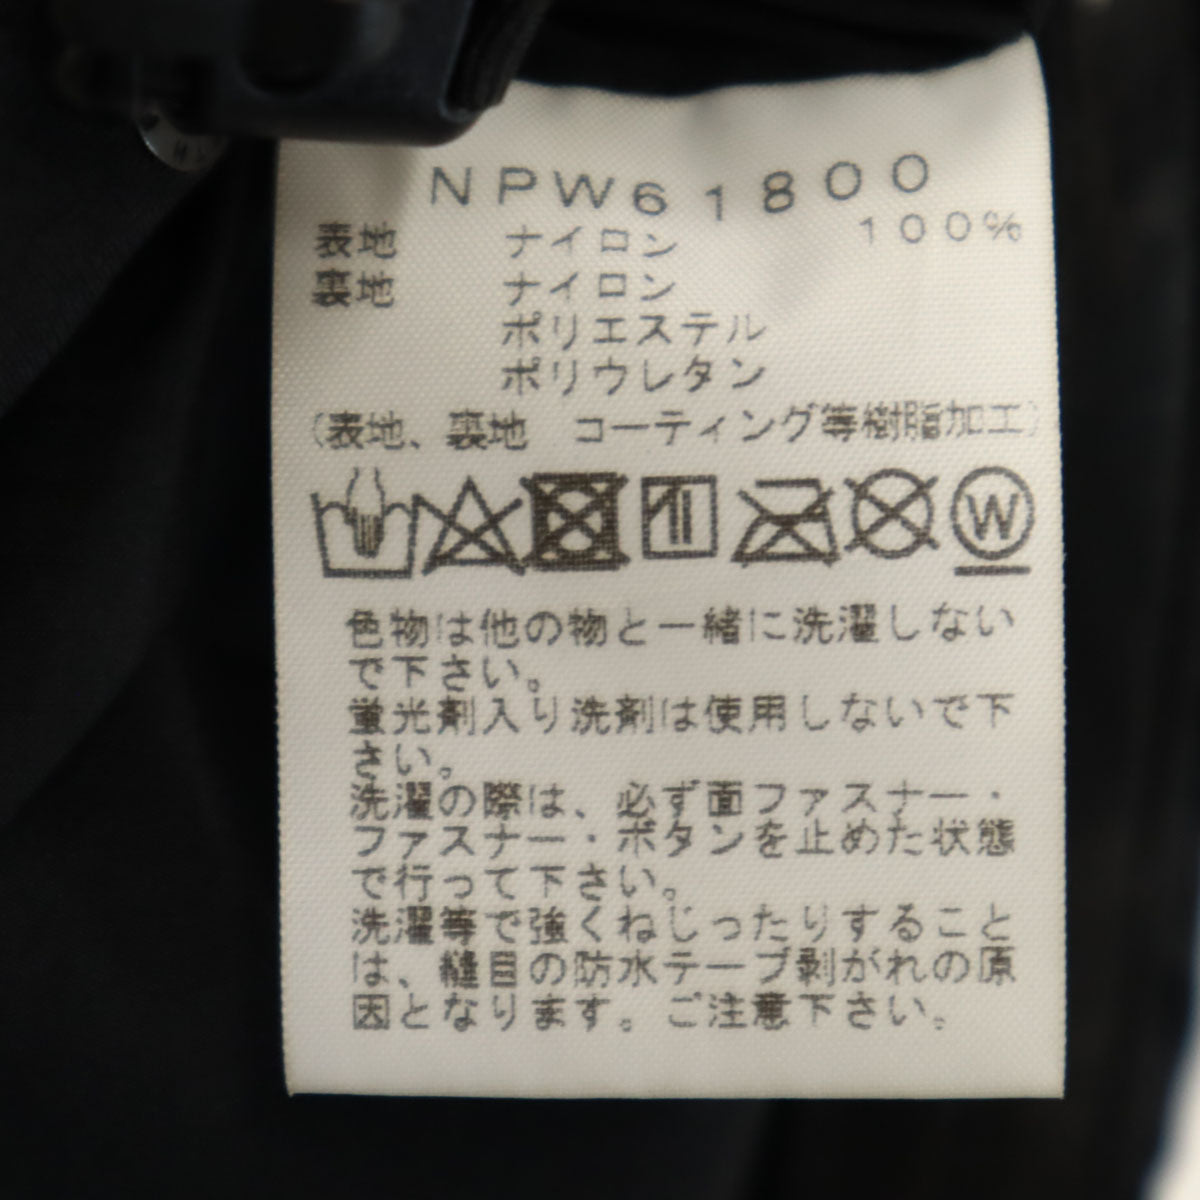 NPW61800
表地 ナイロン 100%
裏地 ナイロン
ポリエステル
ポリウレタン
(表地、裏地 コーティング等樹脂加工)
W
色物は他の物と一緒に洗濯しない
で下さい。
蛍光剤入り洗剤は使用しないで下
さい。
洗濯の際は、必ず面ファスナー・
ファスナー・ボタンを止めた状態
で行って下さい。
洗濯等で強くねじったりすること
は、縫目の防水テープ剥がれの原
因となります。ご注意下さい。